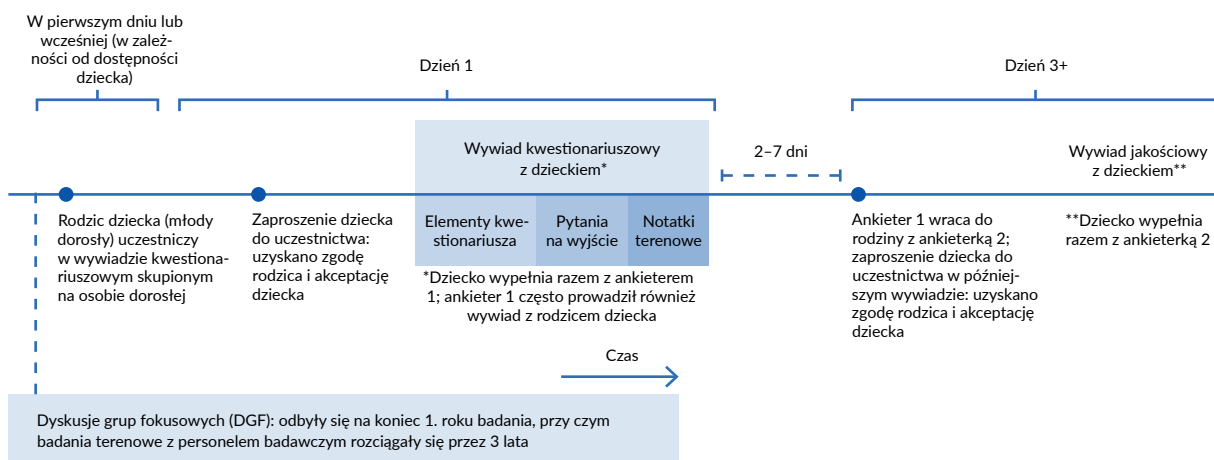 W pierwszym dniu lub
wcześniej (w zależ-
ności od dostępności
dziecka)
Dzień 1
Dzień 3+
Wywiad kwestionariuszowy
z dzieckiem*
2–7 dni
Wywiad jakościowy
z dzieckiem**
Rodzic dziecka (młody
dorosły) uczestniczy
w wywiadzie kwestiona-
riuszowym skupionym
na osobie dorosłej
Zaproszenie dziecka
do uczestnictwa:
uzyskano zgodę
rodzica i akceptację
dziecka
Elementy kwe-
stionariusza
Pytania
na wyjście
Notatki
terenowe
*Dziecko wypełnia razem z ankieterem
1; ankieter 1 często prowadził również
wywiad z rodzicem dziecka
Ankieter 1 wraca do
rodziny z ankieterką 2;
zaproszenie dziecka do
uczestnictwa w później-
szym wywiadzie: uzyskano
zgodę rodzica i akceptację
dziecka
**Dziecko wypełnia
razem z ankieterką 2
Czas
Dyskusje grup fokusowych (DGF): odbyły się na koniec 1. roku badania, przy czym
badania terenowe z personelem badawczym rozciągały się przez 3 lata